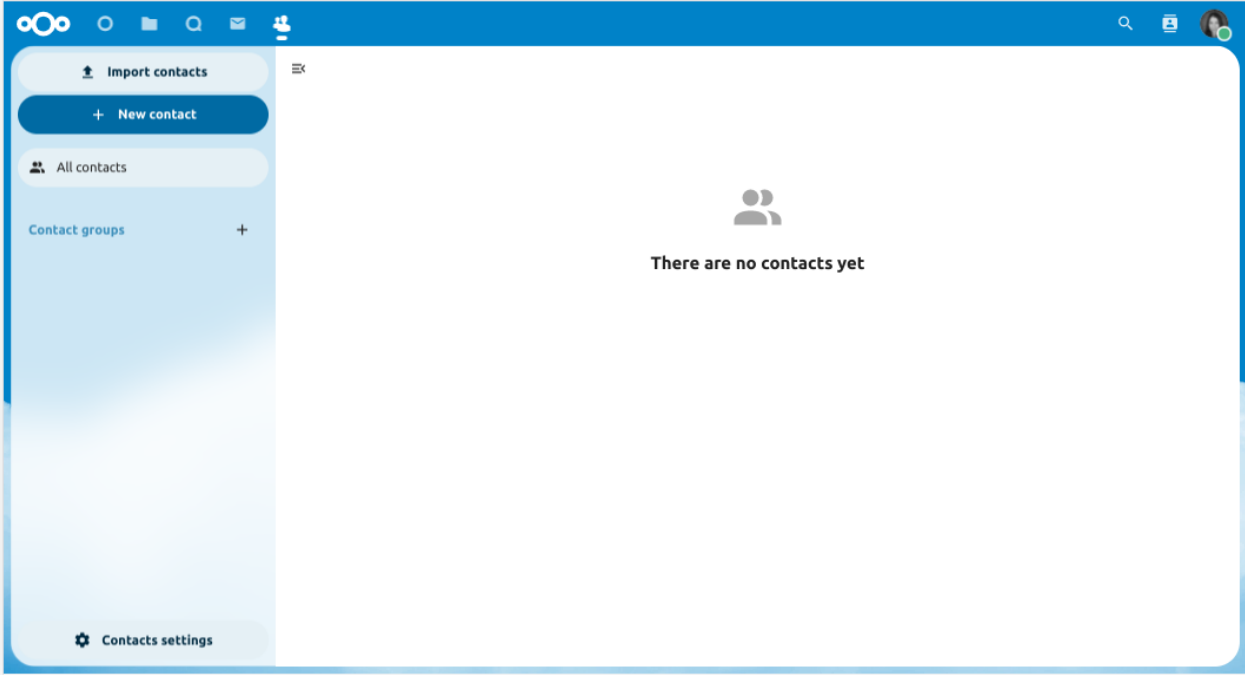 Import contacts
+ New contact
All contacts
Contact groups +
There are no contacts yet
Contacts settings